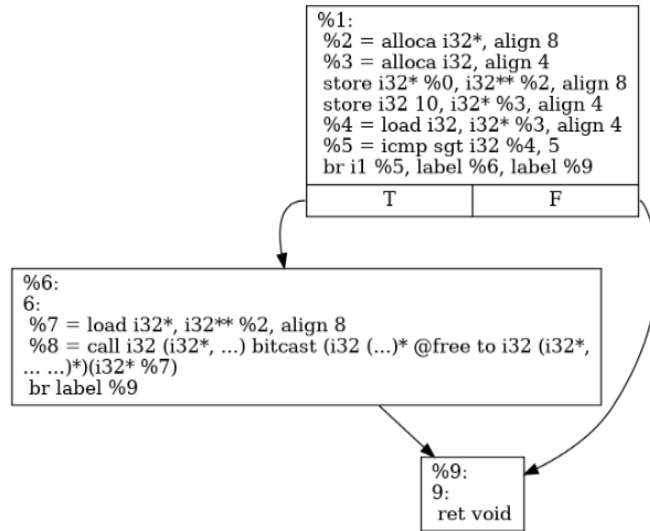 %1:
%2 = alloca i32*, align 8
%3 = alloca i32, align 4
store i32* %0, i32** %2, align 8
store i32 10, i32* %3, align 4
%4 = load i32, i32* %3, align 4
%5 = icmp sgt i32 %4, 5
br i1 %5, label %6, label %9
T
F
%6:
6:
%7 = load i32*, i32** %2, align 8
%8 = call i32 (i32*, ...) bitcast (i32 (...)* @free to i32 (i32*,
... ...)*)(i32* %7)
br label %9
%9:
9:
ret void